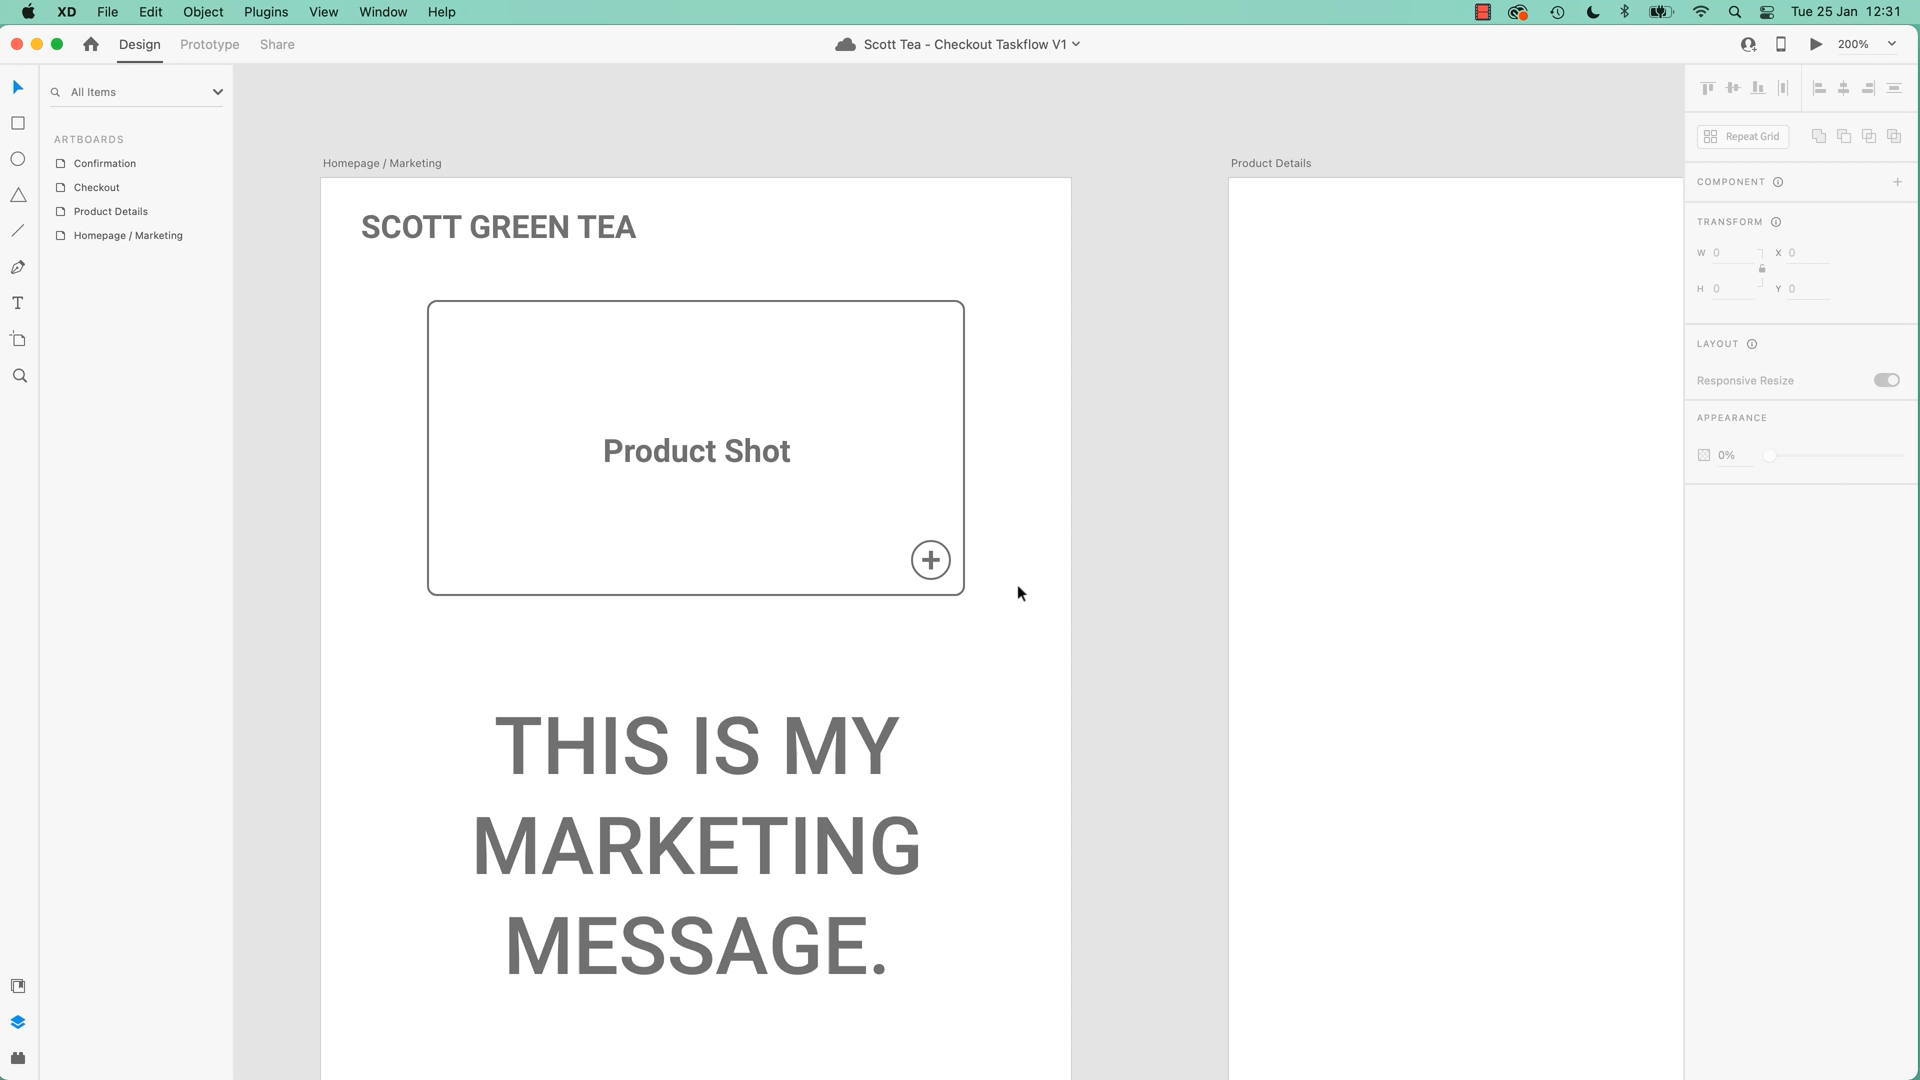 XD File Edit Object Plugins View Window Help
Tue 25 Jan 12:31
Design Prototype Share
Scott Tea - Checkout Taskflow V1
200%
All Items
ARTBOARDS
Confirmation
Checkout
Product Details
Homepage / Marketing
Homepage / Marketing
SCOTT GREEN TEA
Product Shot
THIS IS MY
MARKETING
MESSAGE.
Product Details
Repeat Grid
COMPONENT
TRANSFORM
W 0 X 0
H 0 Y 0
LAYOUT
Responsive Resize
APPEARANCE
0%